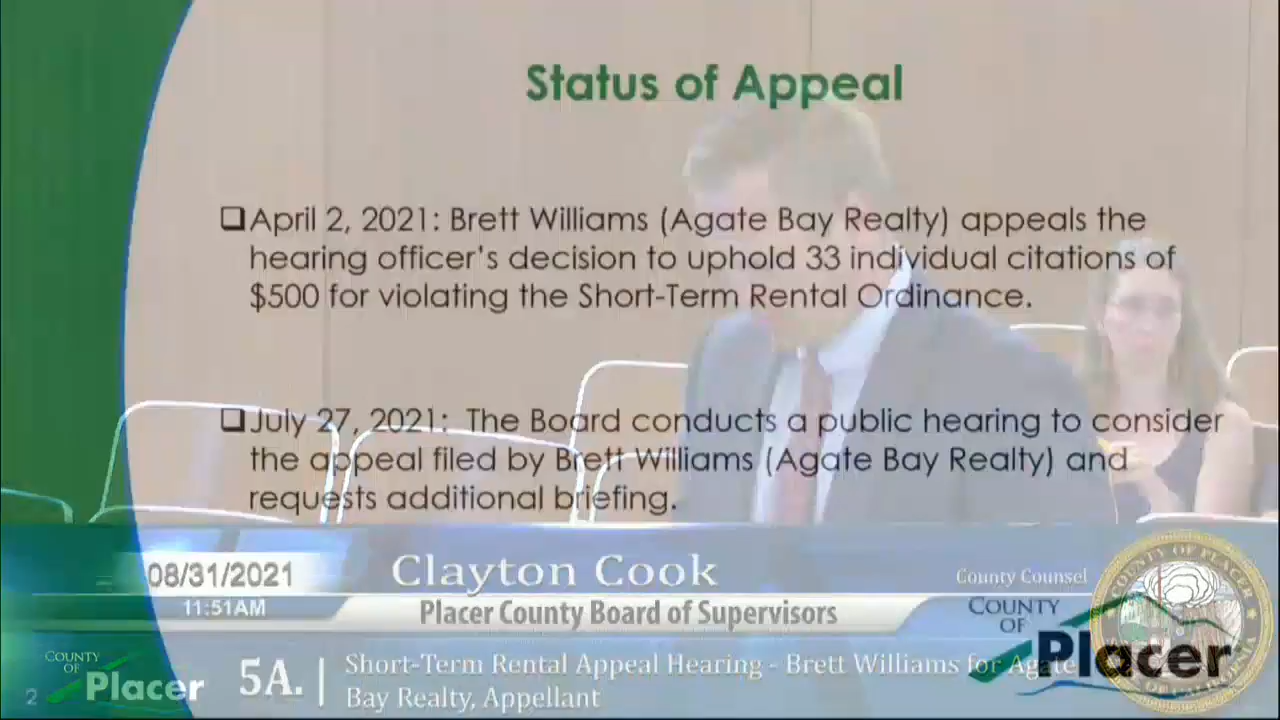 Status of Appeal
❑April 2, 2021: Brett Williams (Agate Bay Realty) appeals the
hearing officer's decision to uphold 33 individual citations of
$500 for violating the Short-Term Rental Ordinance.
❑July 27, 2021: The Board conducts a public hearing to consider
the appeal filed by Brett Williams (Agate Bay Realty) and
requests additional briefing.
08/31/2021
11:51AM
Clayton Cook
County Counsel
Placer County Board of Supervisors
COUNTY
OF
Placer
COUNTY OF PLACER
2
COUNTY
OF
Placer
5A.
Short-Term Rental Appeal Hearing - Brett Williams for Agate
Bay Realty, Appellant